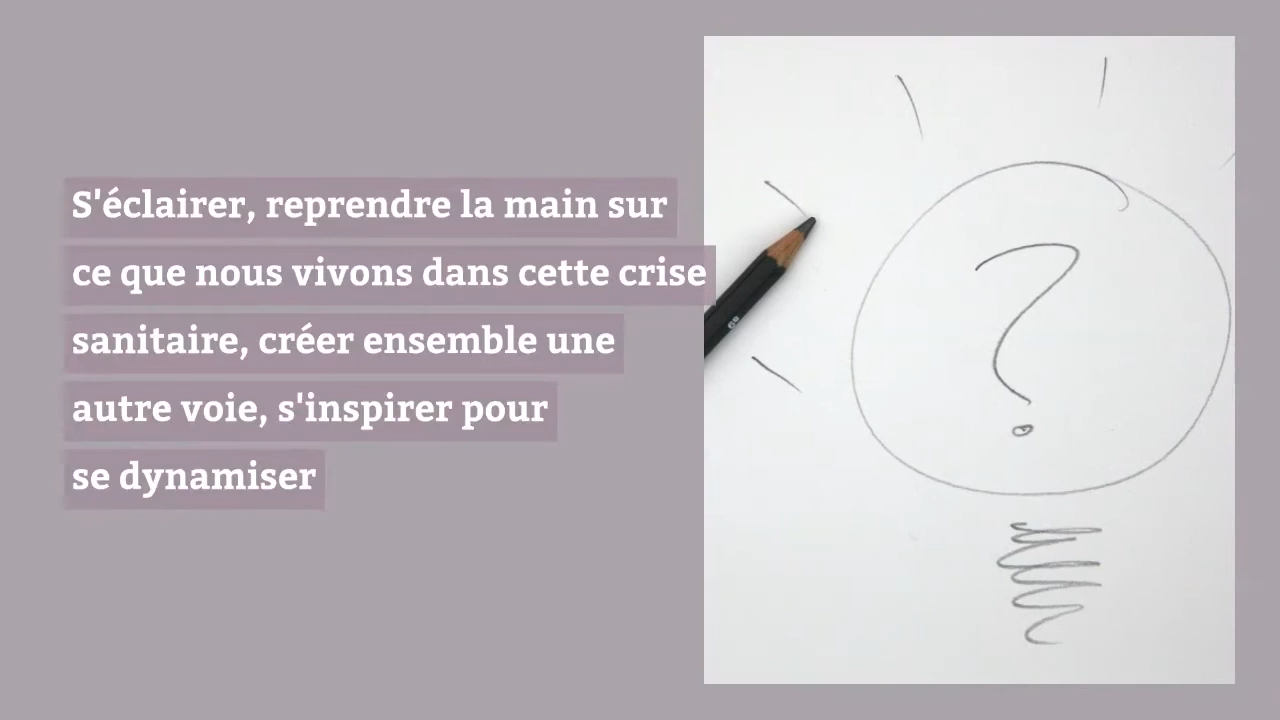 S'éclairer, reprendre la main sur
ce que nous vivons dans cette crise
sanitaire, créer ensemble une
autre voie, s'inspirer pour
se dynamiser
?